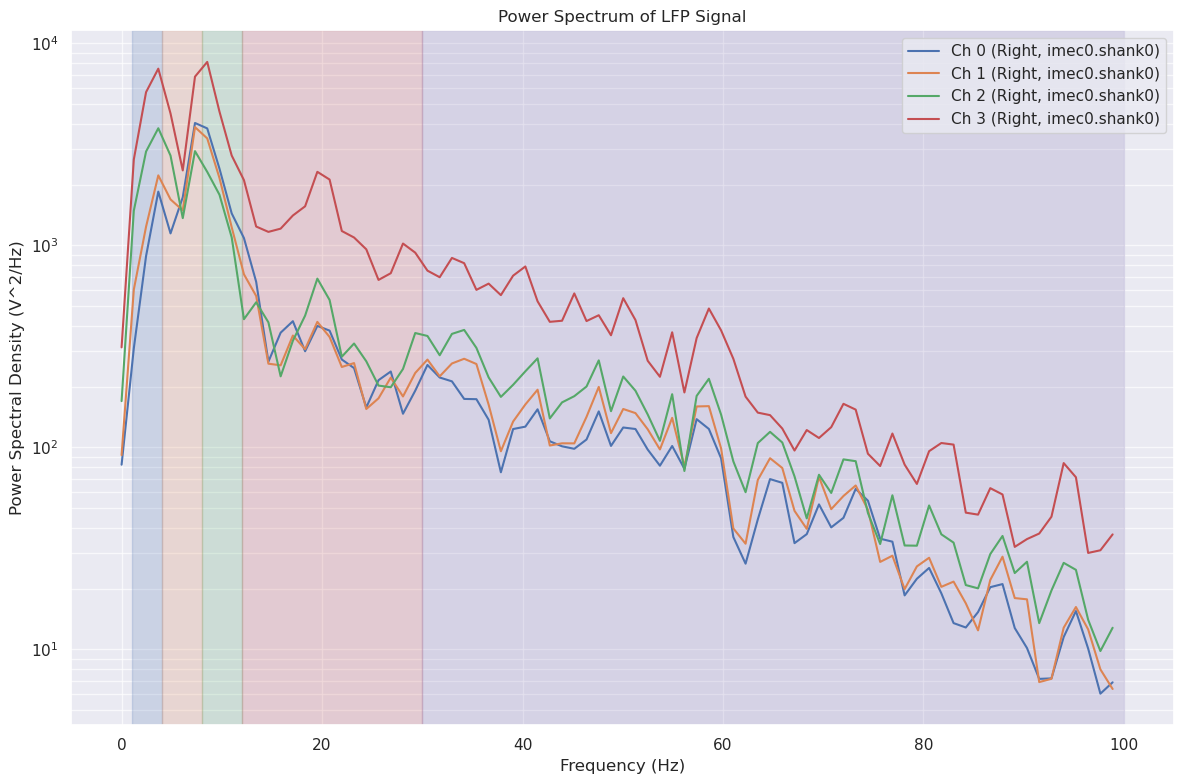 Power Spectrum of LFP Signal
Ch 0 (Right, imec0.shank0)
Ch 1 (Right, imec0.shank0)
Ch 2 (Right, imec0.shank0)
Ch 3 (Right, imec0.shank0)
Power Spectral Density (V^2/Hz)
10^4
10^3
10^2
10^1
0 20 40 60 80 100
Frequency (Hz)